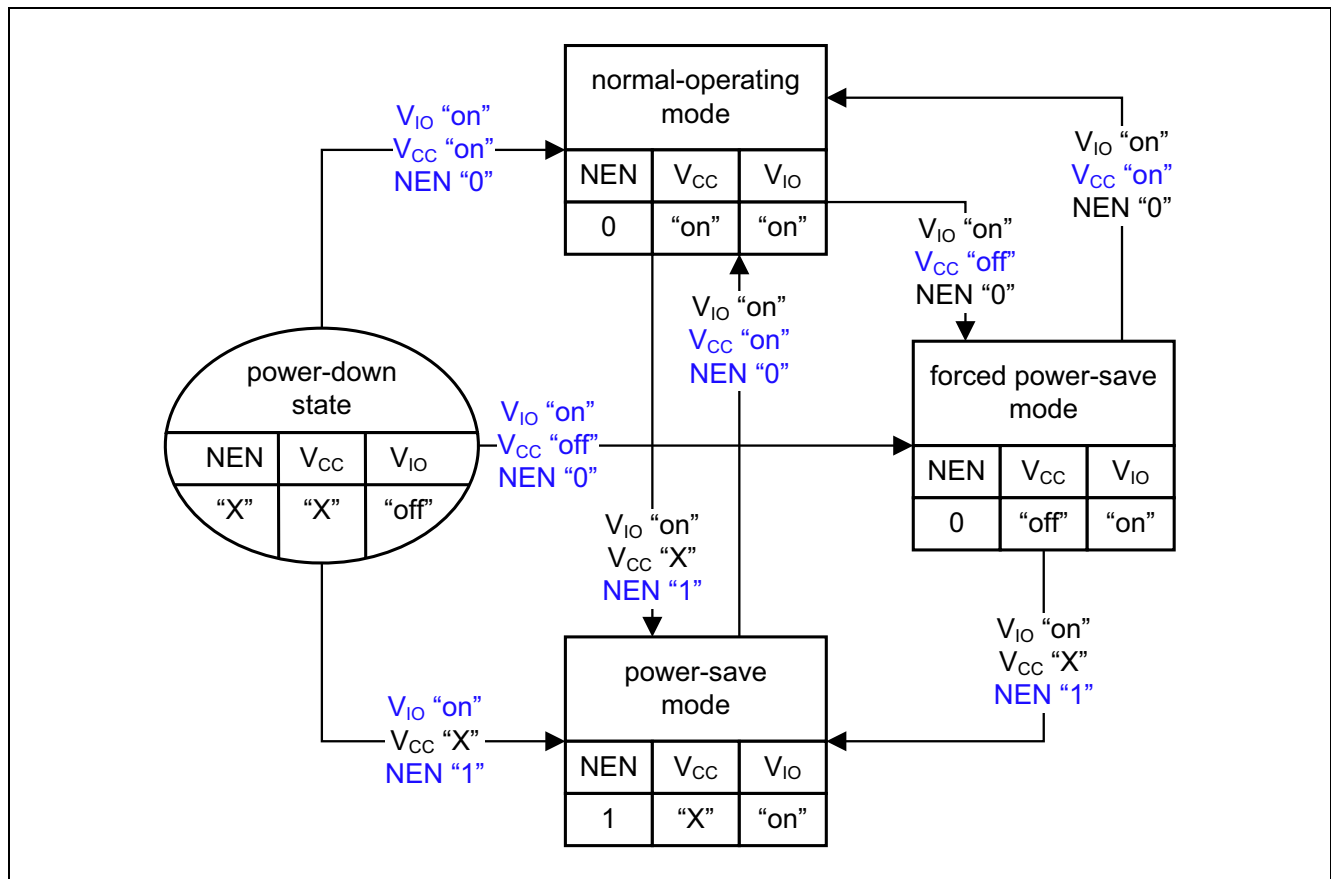 normal-operating
mode
NEN VCC VIO
0 “on” “on”
VIO “on”
VCC “on”
NEN “0”
VIO “on”
VCC “on”
NEN “0”
VIO “on”
VCC “off”
NEN “0”
VIO “on”
VCC “on”
NEN “0”
power-down
state
NEN VCC VIO
“X” “X” “off”
VIO “on”
VCC “off”
NEN “0”
forced power-save
mode
NEN VCC VIO
0 “off” “on”
VIO “on”
VCC “X”
NEN “1”
VIO “on”
VCC “X”
NEN “1”
VIO “on”
VCC “X”
NEN “1”
power-save
mode
NEN VCC VIO
1 “X” “on”